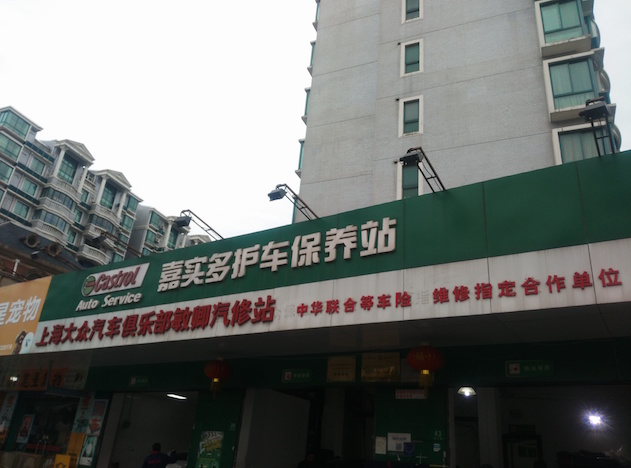 Castrol
Auto Service
嘉实多护车保养站
上海大众汽车俱乐部敏卿汽修站
中华联合等车险 维修指定合作单位
宠物